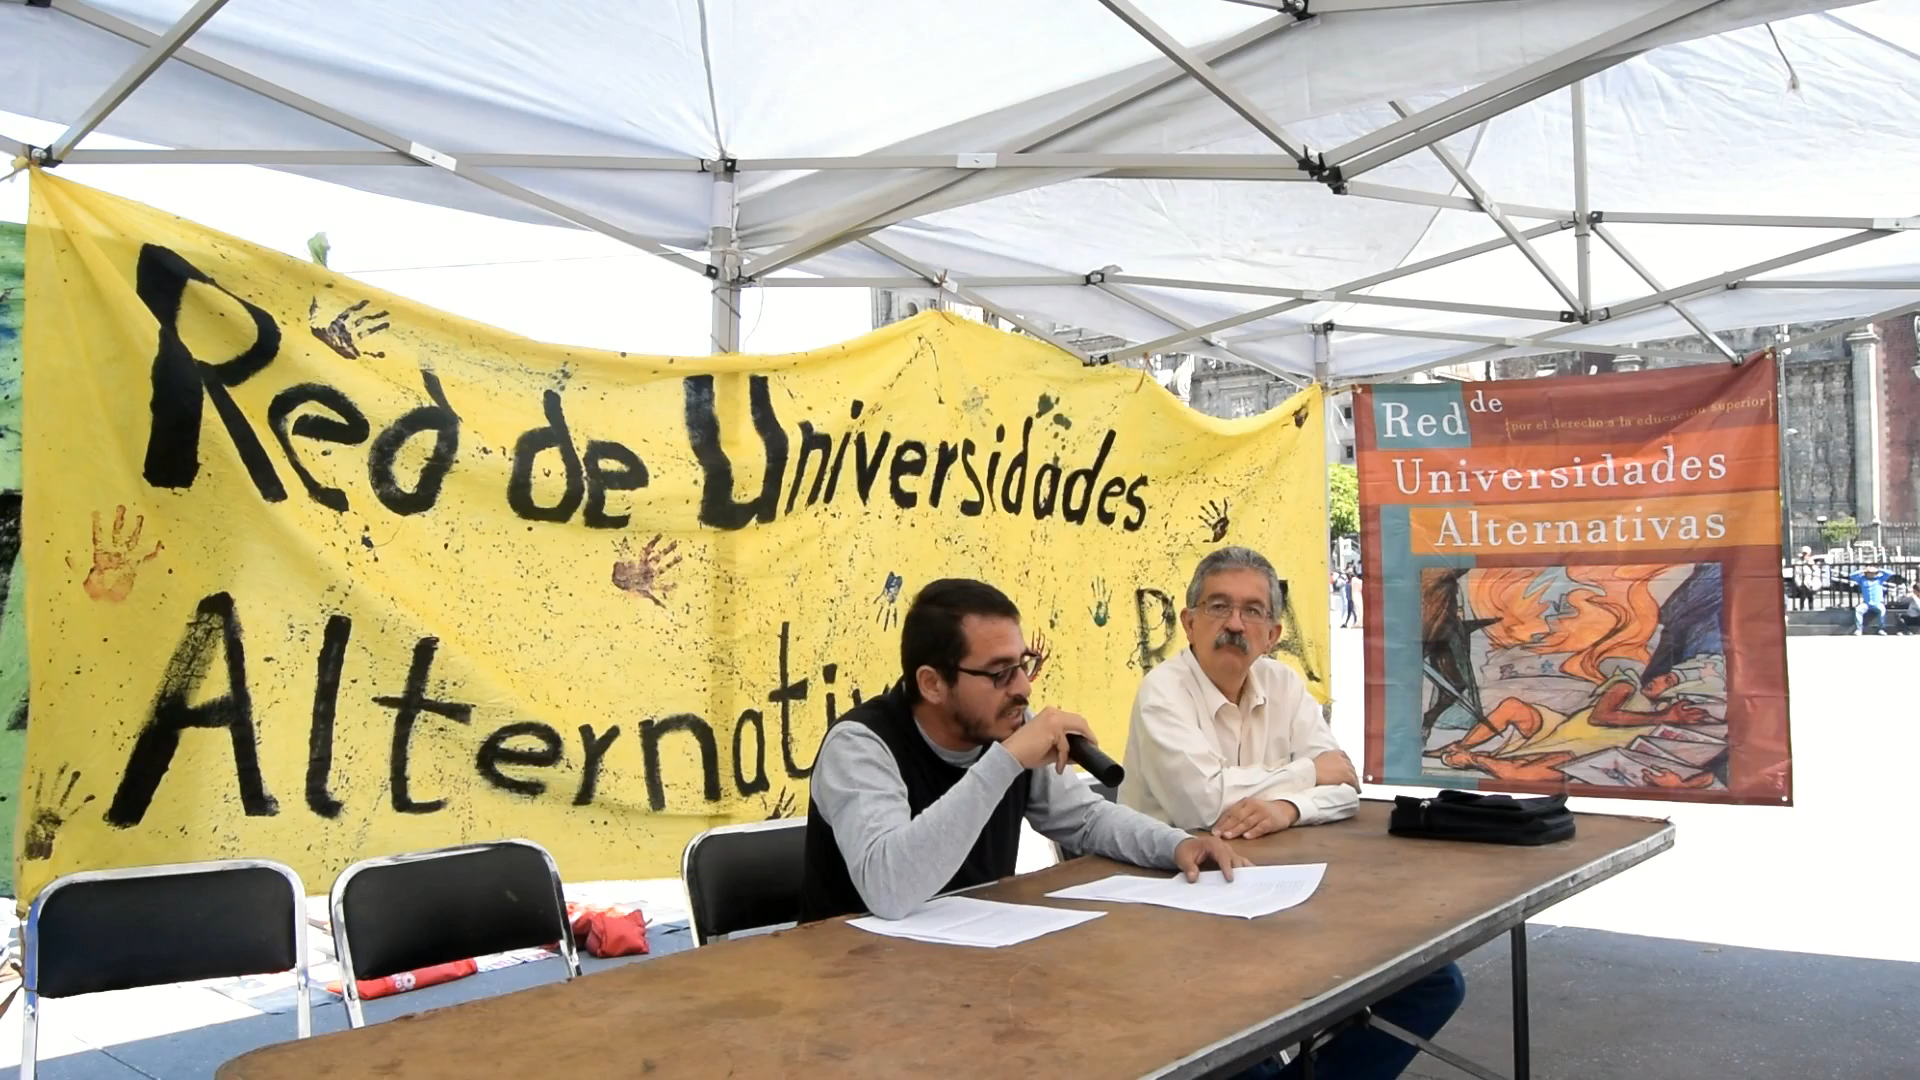 Red de Universidades
Alternati
Red de
{por el derecho a la educación superior}
Universidades
Alternativas